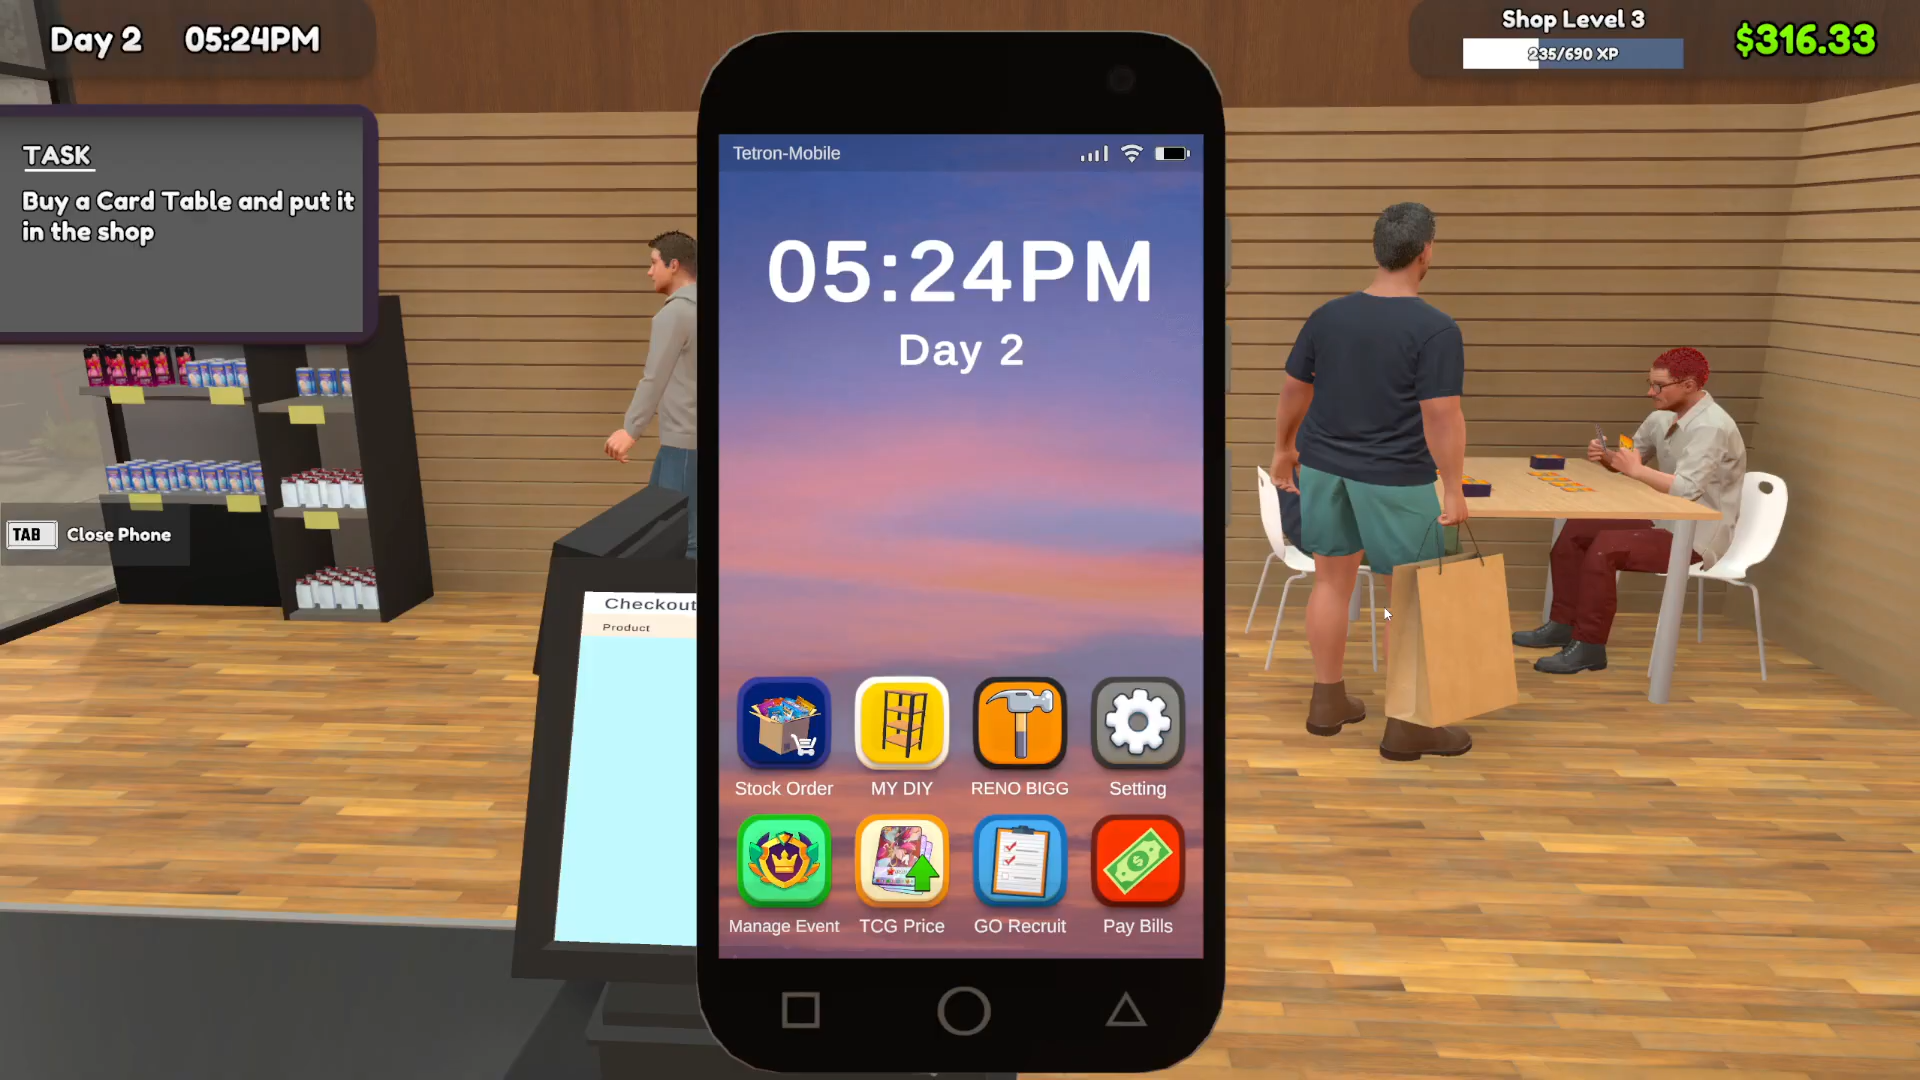 Day 2 05:24PM
Shop Level 3
235/690 XP
$316.33
TASK
Buy a Card Table and put it
in the shop
TAB Close Phone
Tetron-Mobile
05:24PM
Day 2
Checkout
Product
Stock Order MY DIY RENO BIGG Setting
Manage Event TCG Price GO Recruit Pay Bills